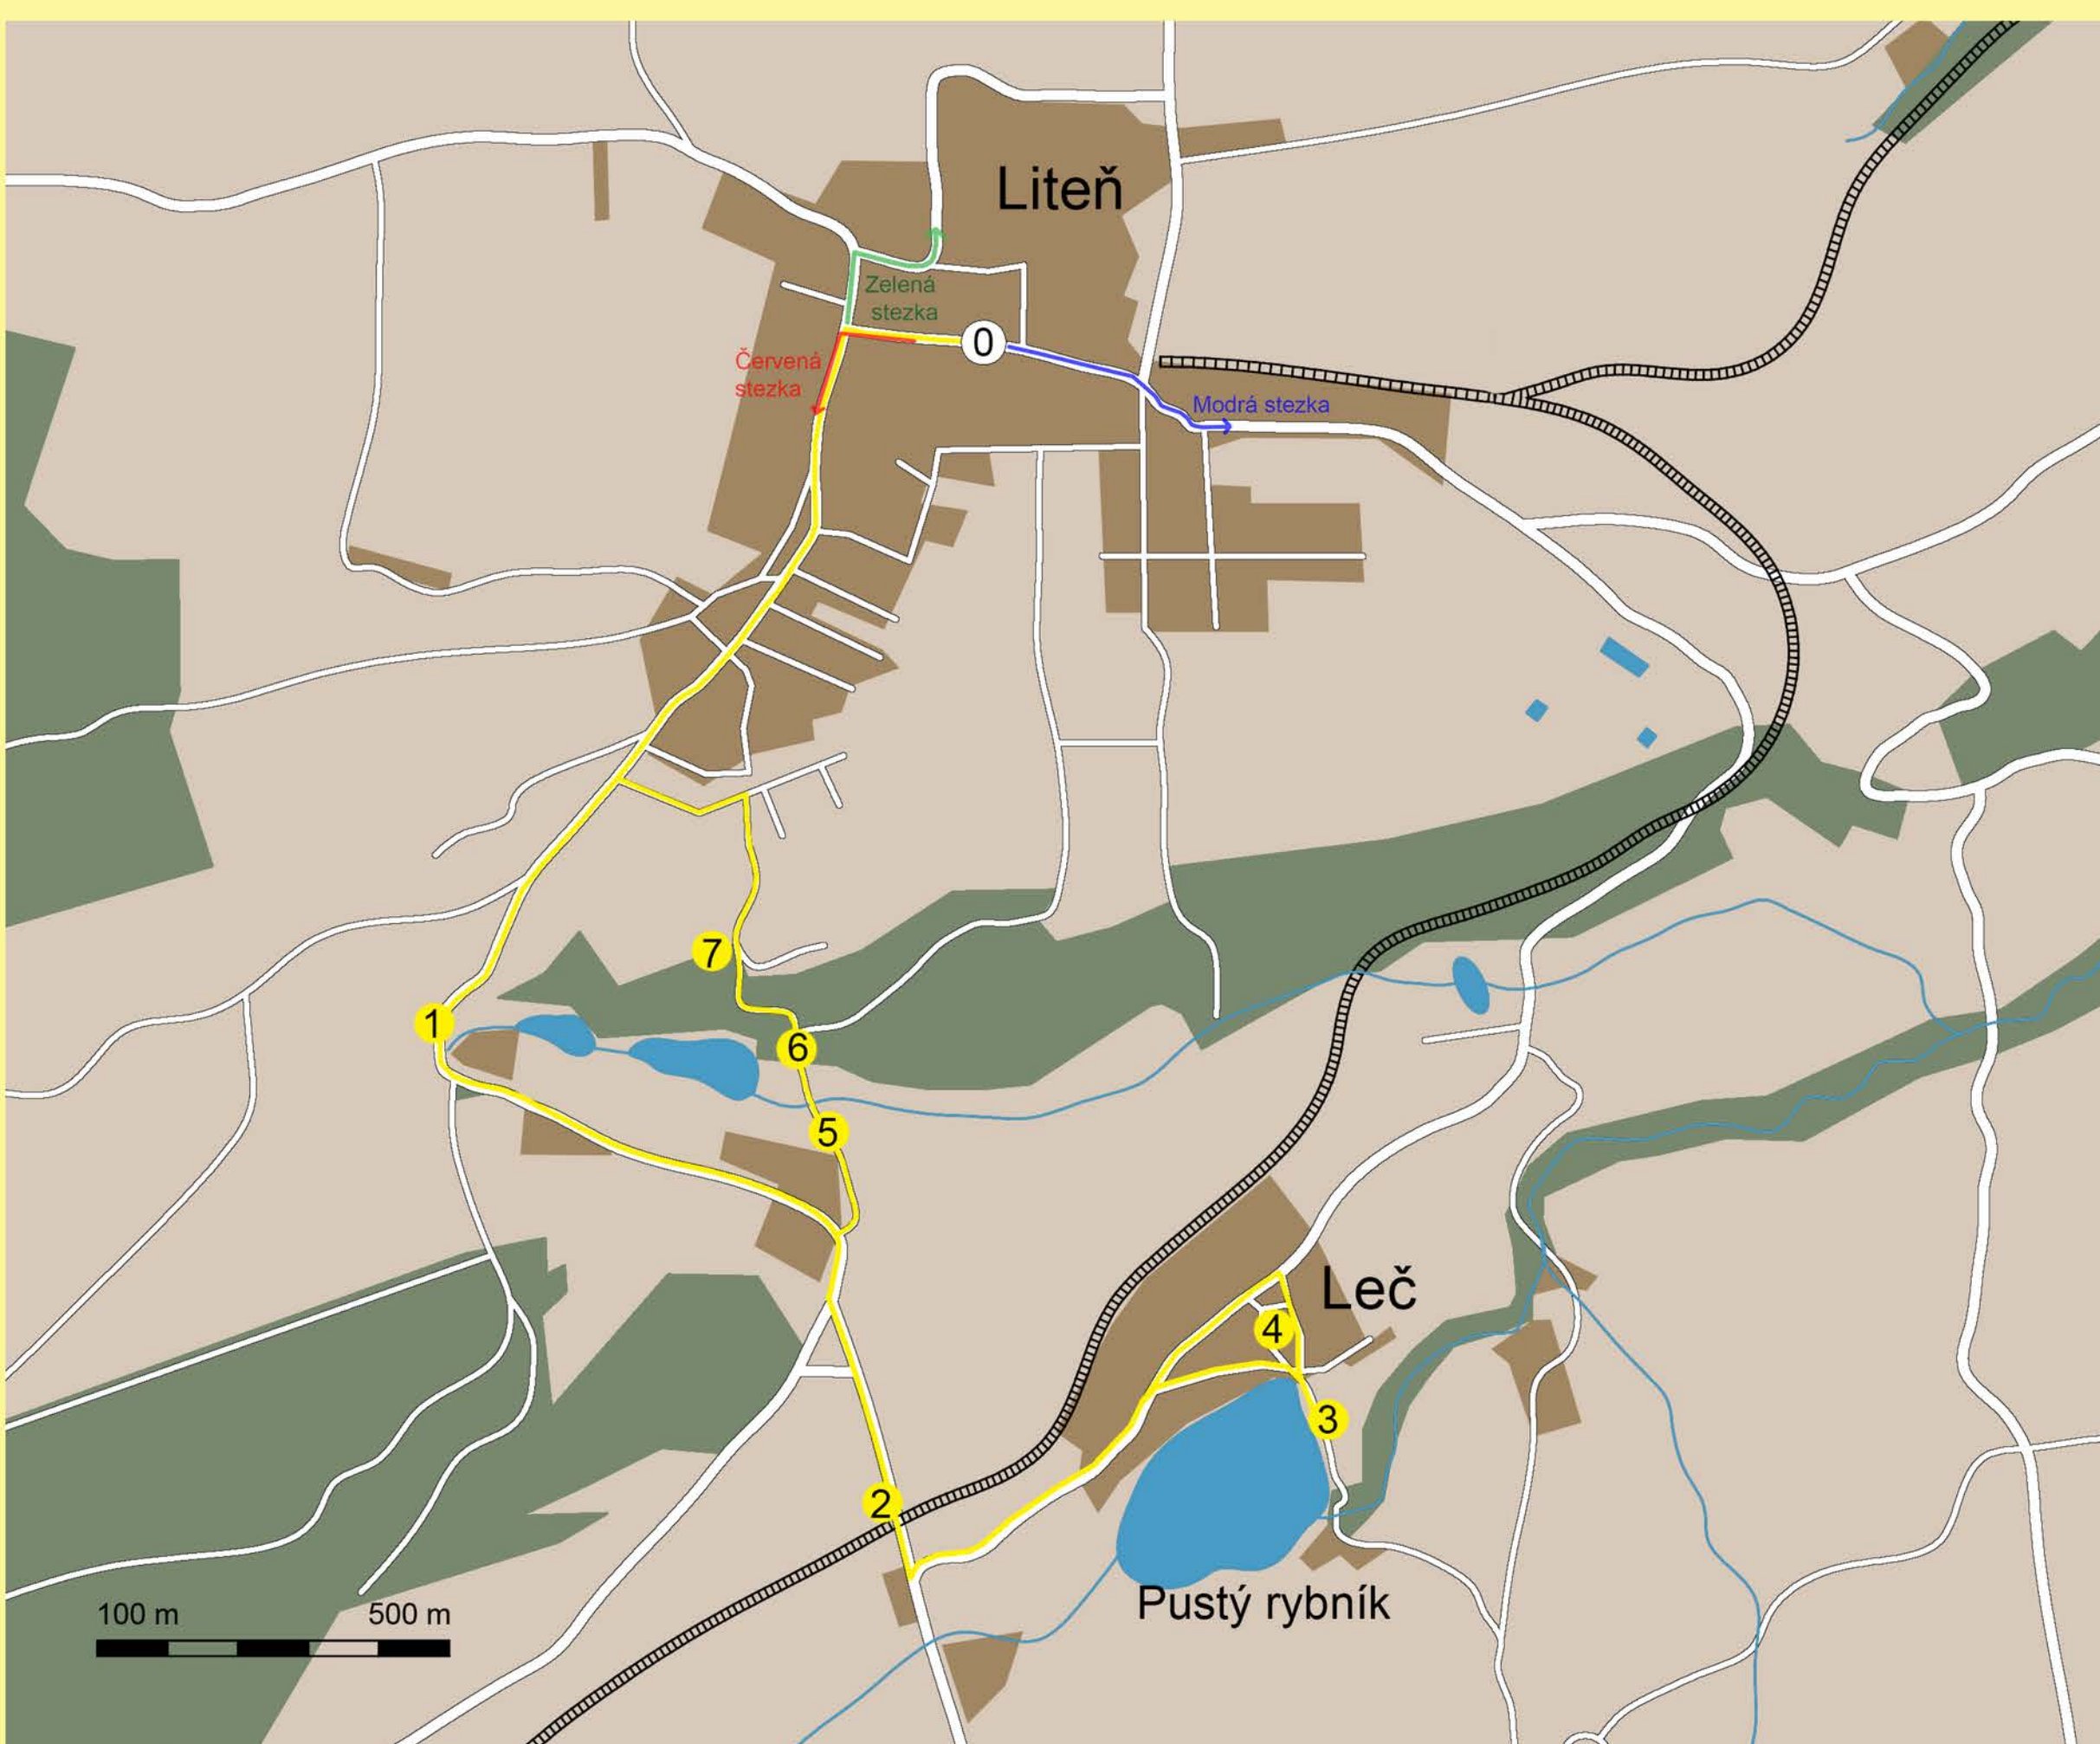 Liteň
Zelená
stezka
0
Červená
stezka
Modrá stezka
7
1
6
5
Leč
4
3
2
Pustý rybník
100 m 500 m